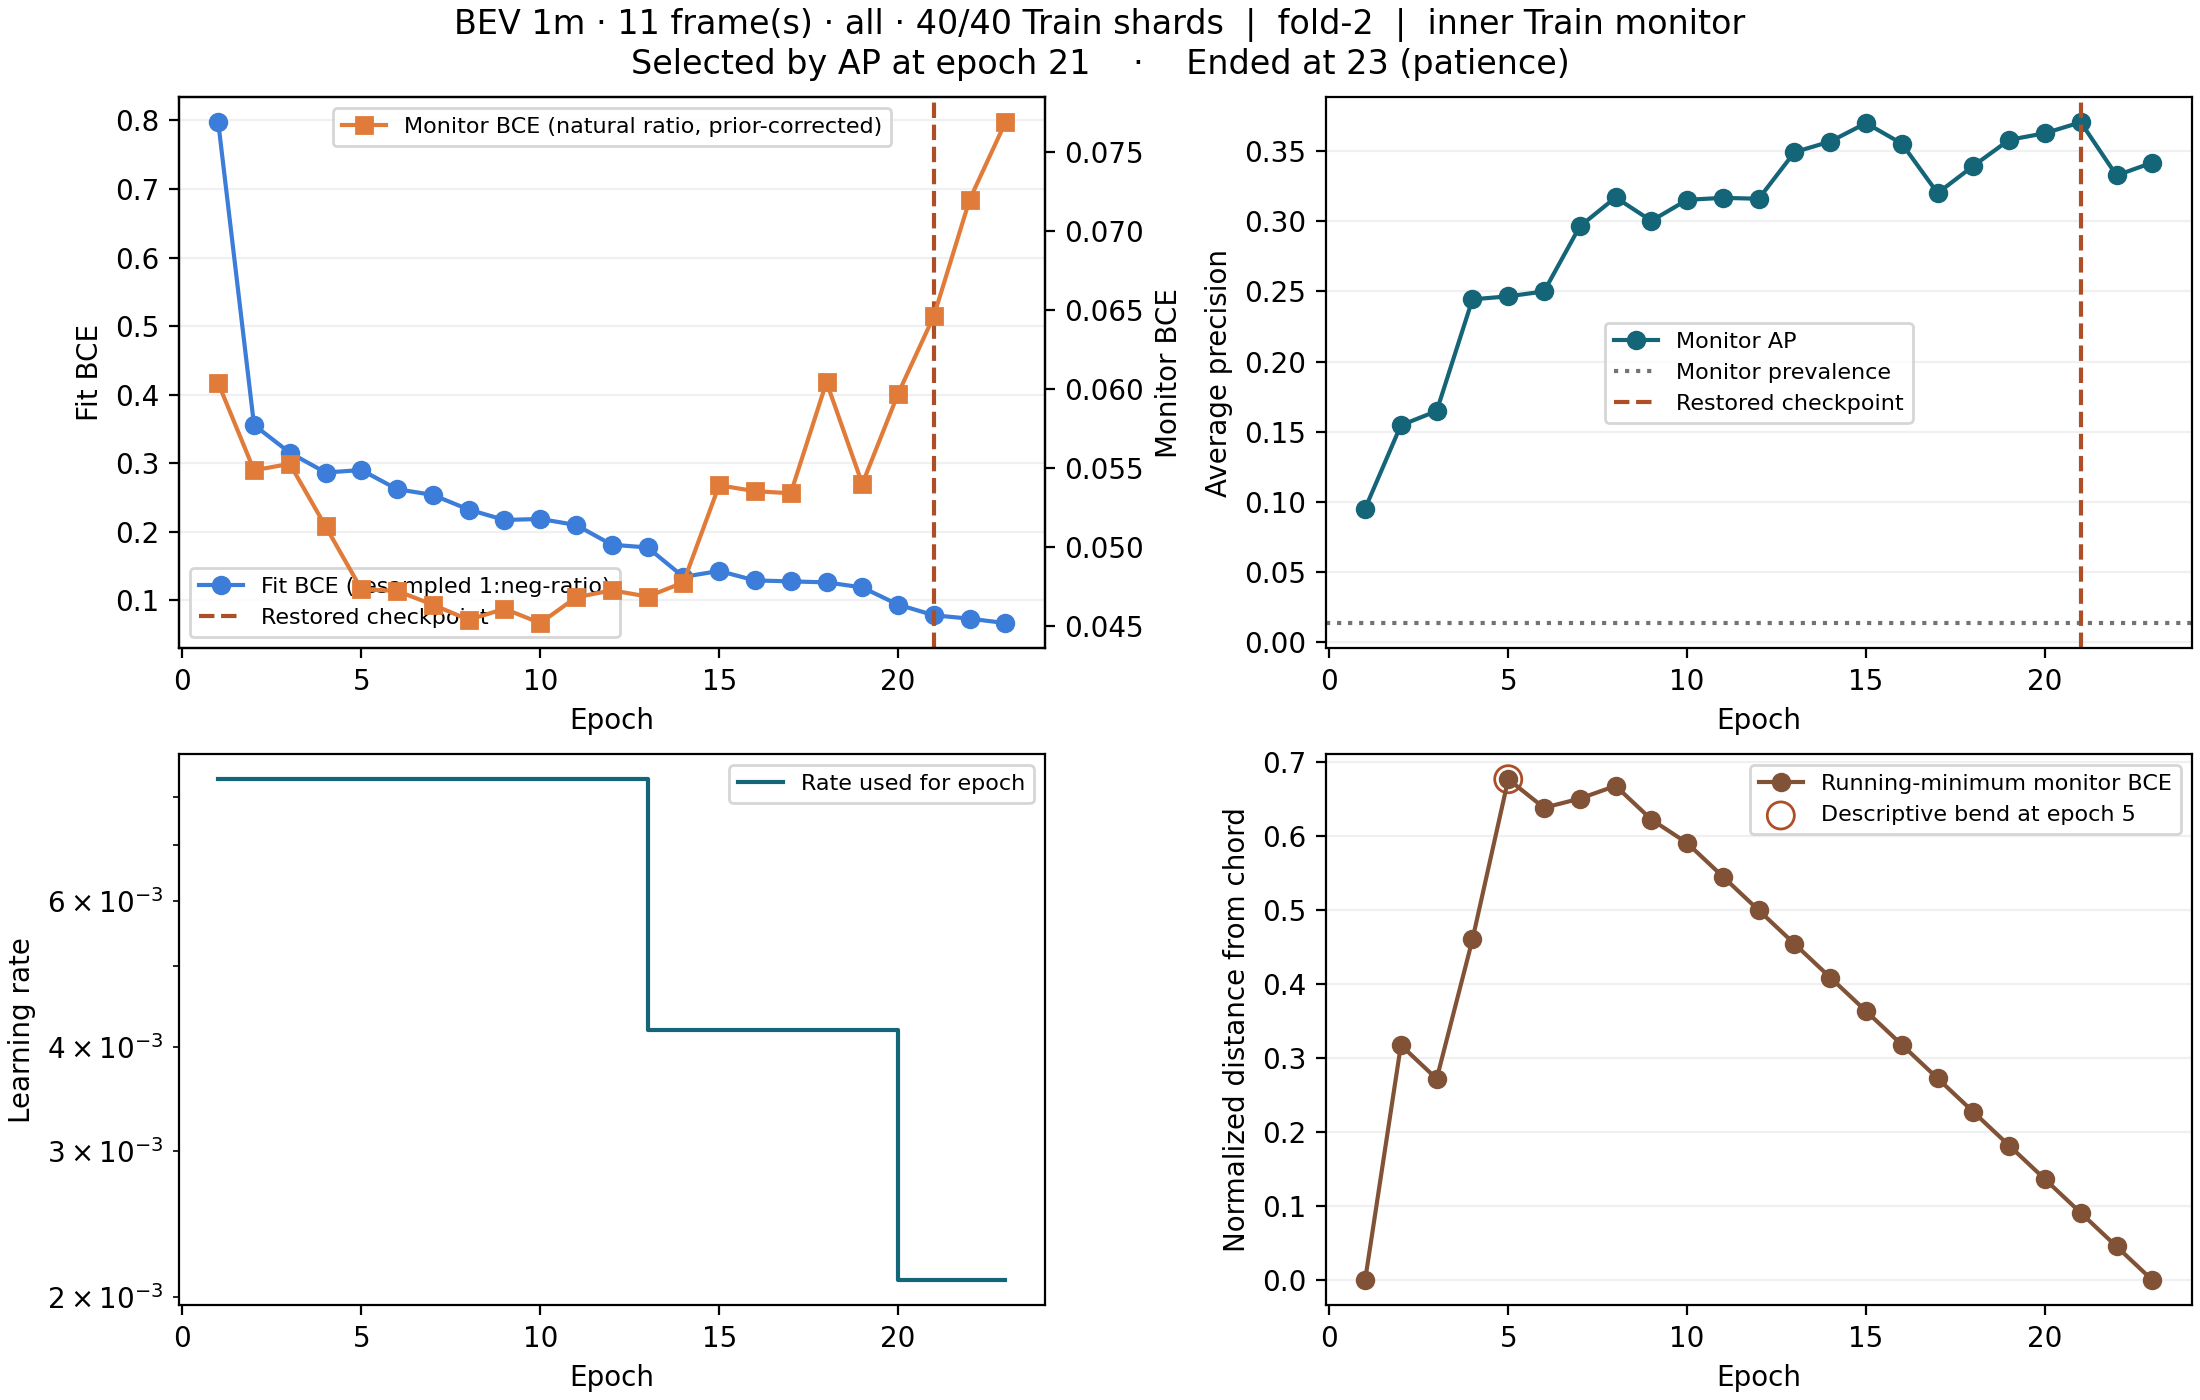 BEV 1m · 11 frame(s) · all · 40/40 Train shards | fold-2 | inner Train monitor
Selected by AP at epoch 21 · Ended at 23 (patience)
Monitor BCE (natural ratio, prior-corrected)
Fit BCE (resampled 1:neg-ratio)
Restored checkpoint
0.8
0.7
0.6
0.5
0.4
0.3
0.2
0.1
Fit BCE
0.075
0.070
0.065
0.060
0.055
0.050
0.045
Monitor BCE
0
5
10
15
20
Epoch
Monitor AP
Monitor prevalence
Restored checkpoint
0.35
0.30
0.25
0.20
0.15
0.10
0.05
0.00
Average precision
0
5
10
15
20
Epoch
Rate used for epoch
6 × 10⁻³
4 × 10⁻³
3 × 10⁻³
2 × 10⁻³
Learning rate
0
5
10
15
20
Epoch
Running-minimum monitor BCE
Descriptive bend at epoch 5
0.7
0.6
0.5
0.4
0.3
0.2
0.1
0.0
Normalized distance from chord
0
5
10
15
20
Epoch